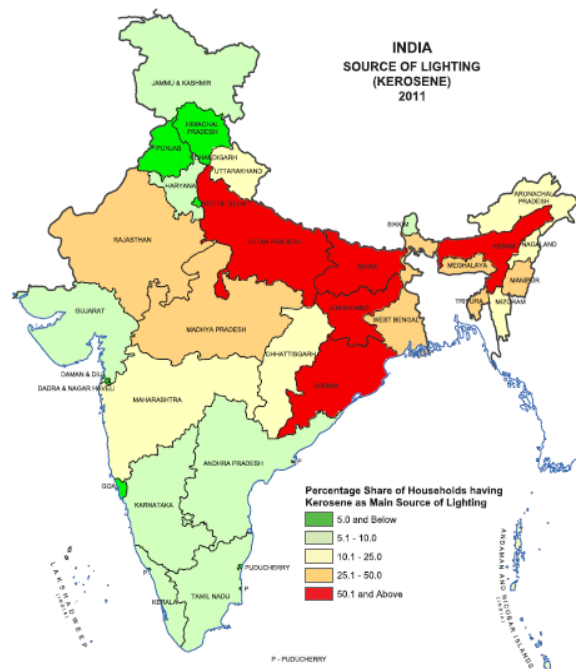 INDIA
SOURCE OF LIGHTING
(KEROSENE)
2011
JAMMU & KASHMIR
HIMACHAL
PRADESH
PUNJAB
CHANDIGARH
UTTARAKHAND
HARYANA
NCT OF DELHI
ARUNACHAL
PRADESH
SIKKIM
RAJASTHAN
UTTAR PRADESH
ASSAM
NAGALAND
BIHAR
MEGHALAYA
MANIPUR
JHARKHAND
TRIPURA
MIZORAM
WEST BENGAL
GUJARAT
MADHYA PRADESH
CHHATTISGARH
DAMAN & DIU
DADRA & NAGAR HAVELI
ODISHA
MAHARASHTRA
ANDHRA PRADESH
GOA
KARNATAKA
Percentage Share of Households having
Kerosene as Main Source of Lighting
5.0 and Below
5.1 - 10.0
10.1 - 25.0
25.1 - 50.0
50.1 and Above
PUDUCHERRY
P
P
P
KERALA
TAMIL NADU
LAKSHADWEEP
(INDIA)
ANDAMAN AND NICOBAR ISLANDS
(INDIA)
P - PUDUCHERRY